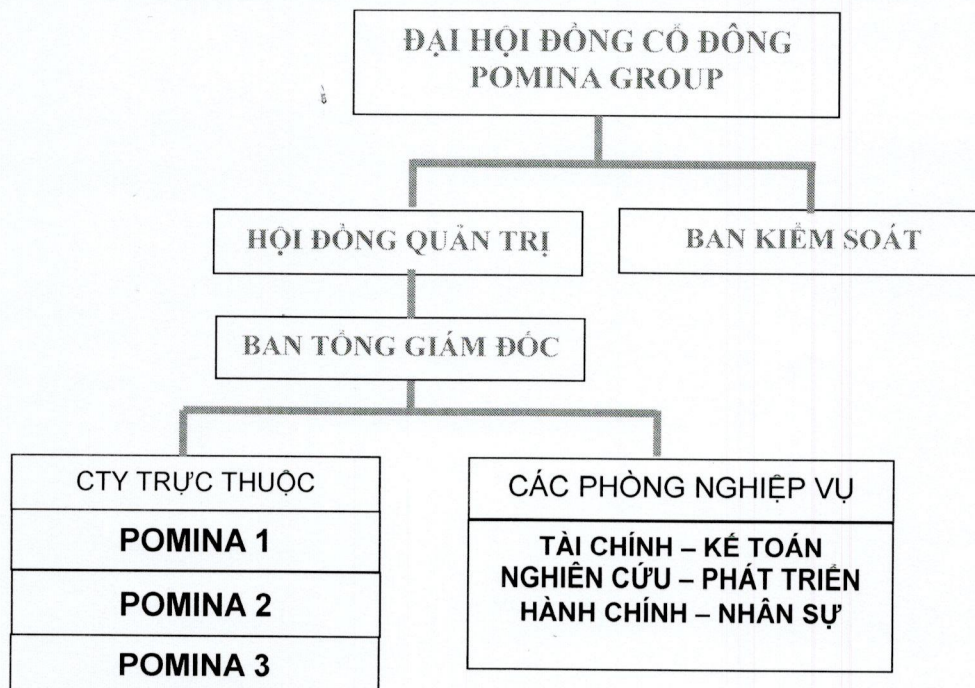 ĐẠI HỘI ĐỒNG CỔ ĐÔNG
POMINA GROUP
HỘI ĐỒNG QUẢN TRỊ
BAN KIỂM SOÁT
BAN TỔNG GIÁM ĐỐC
CTY TRỰC THUỘC
POMINA 1
POMINA 2
POMINA 3
CÁC PHÒNG NGHIỆP VỤ
TÀI CHÍNH – KẾ TOÁN
NGHIÊN CỨU – PHÁT TRIỂN
HÀNH CHÍNH – NHÂN SỰ